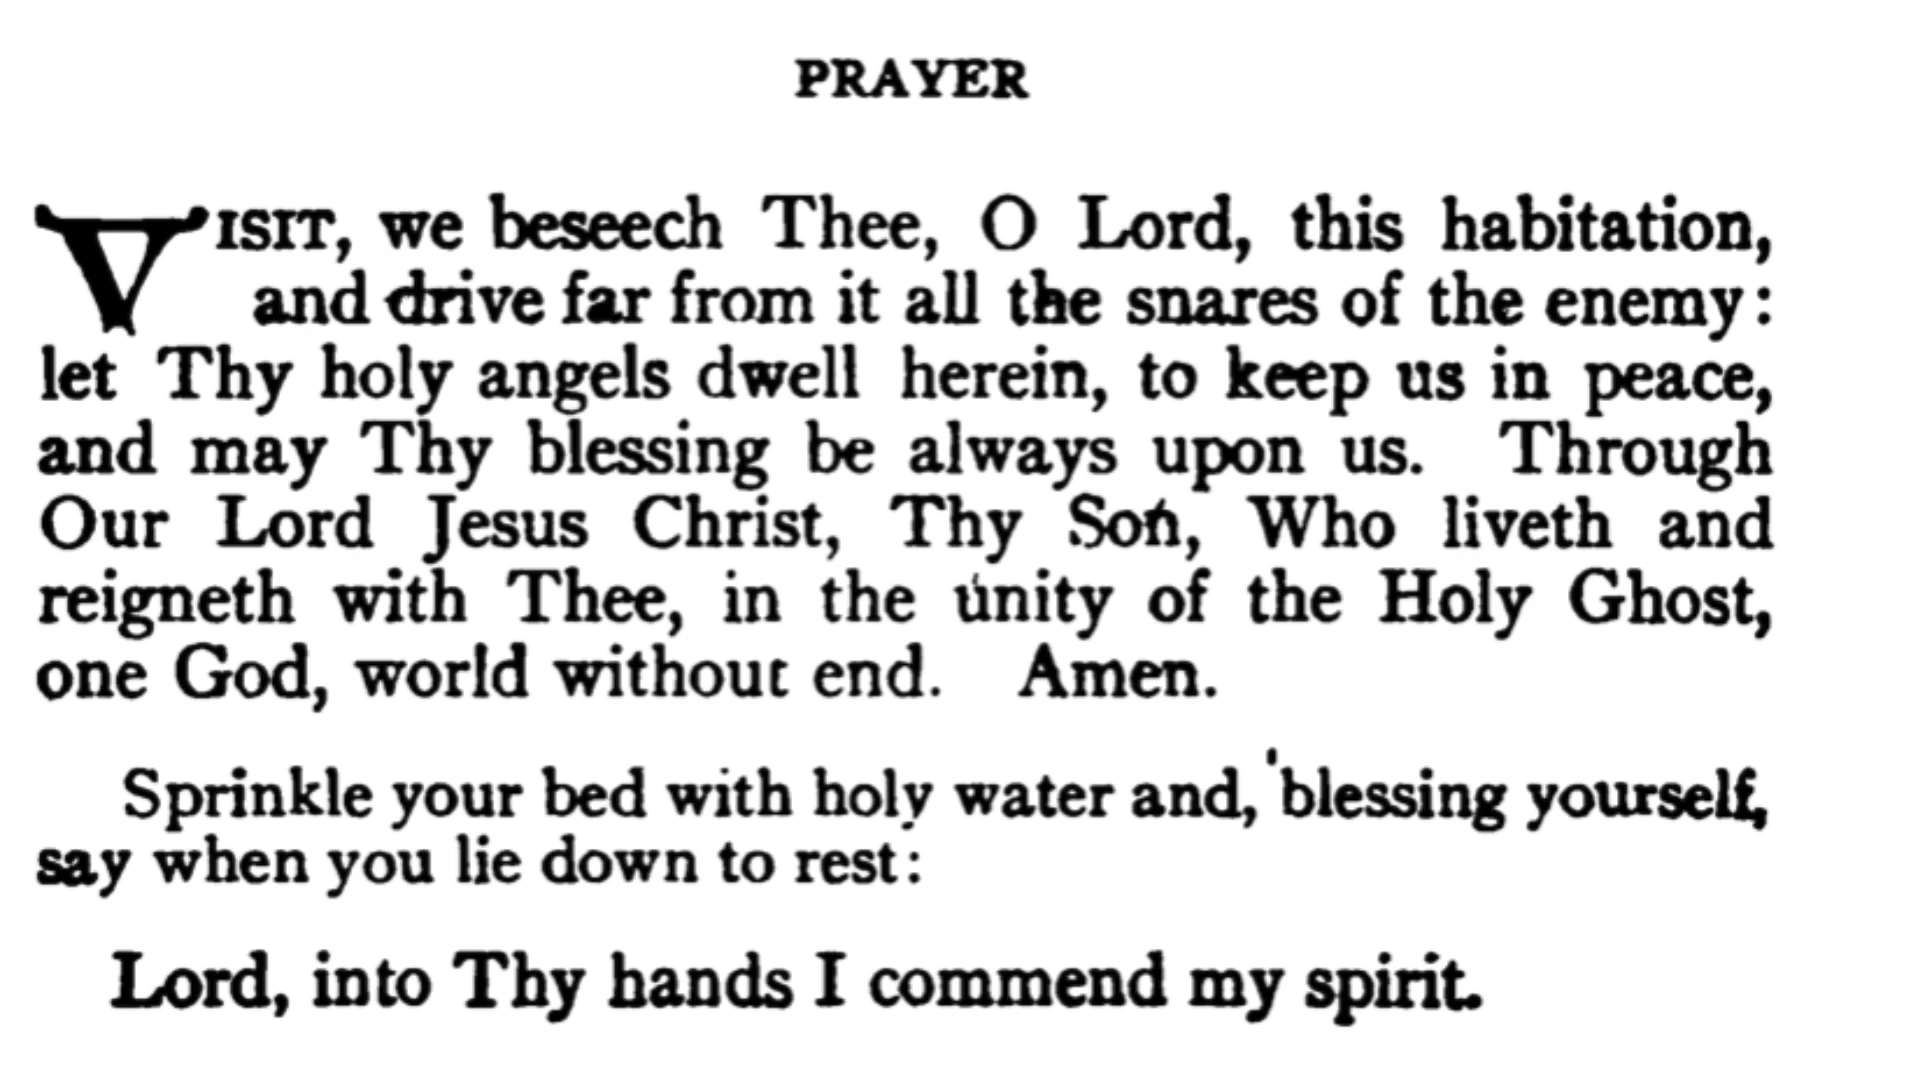 PRAYER
VISIT, we beseech Thee, O Lord, this habitation,
and drive far from it all the snares of the enemy:
let Thy holy angels dwell herein, to keep us in peace,
and may Thy blessing be always upon us. Through
Our Lord Jesus Christ, Thy Son, Who liveth and
reigneth with Thee, in the unity of the Holy Ghost,
one God, world without end. Amen.
Sprinkle your bed with holy water and, blessing yourself,
say when you lie down to rest:
Lord, into Thy hands I commend my spirit.